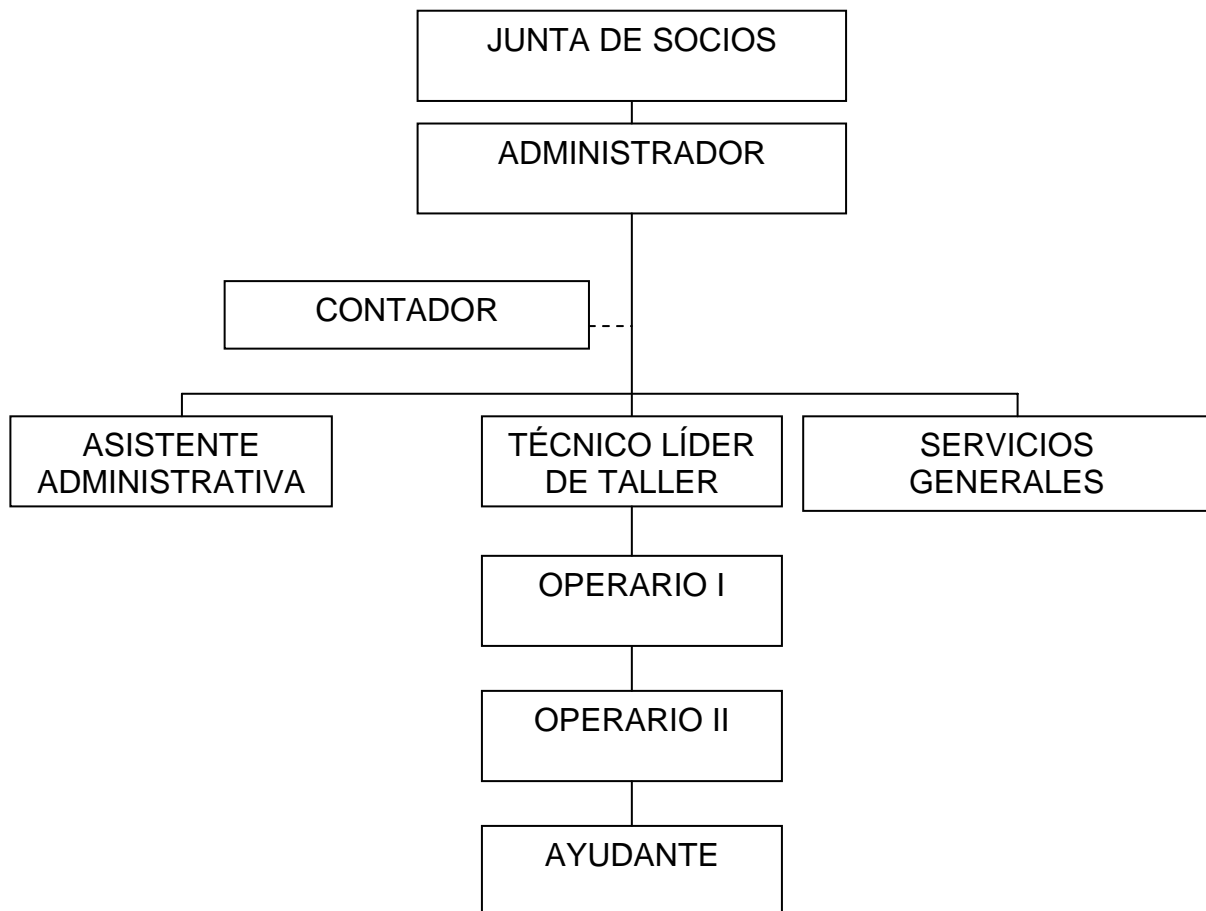 JUNTA DE SOCIOS
ADMINISTRADOR
CONTADOR
ASISTENTE
ADMINISTRATIVA
TÉCNICO LÍDER
DE TALLER
SERVICIOS
GENERALES
OPERARIO I
OPERARIO II
AYUDANTE